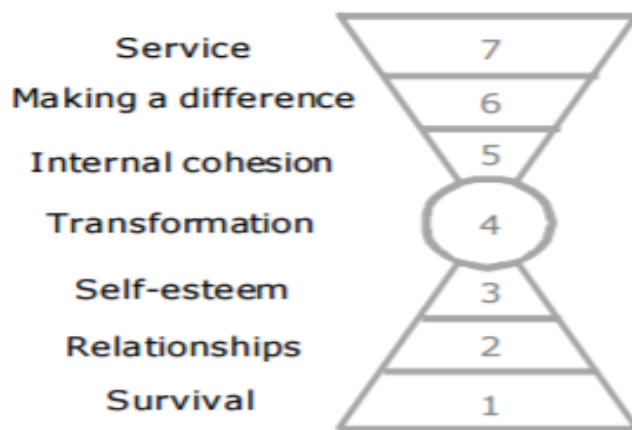 Service 7
Making a difference 6
Internal cohesion 5
Transformation 4
Self-esteem 3
Relationships 2
Survival 1